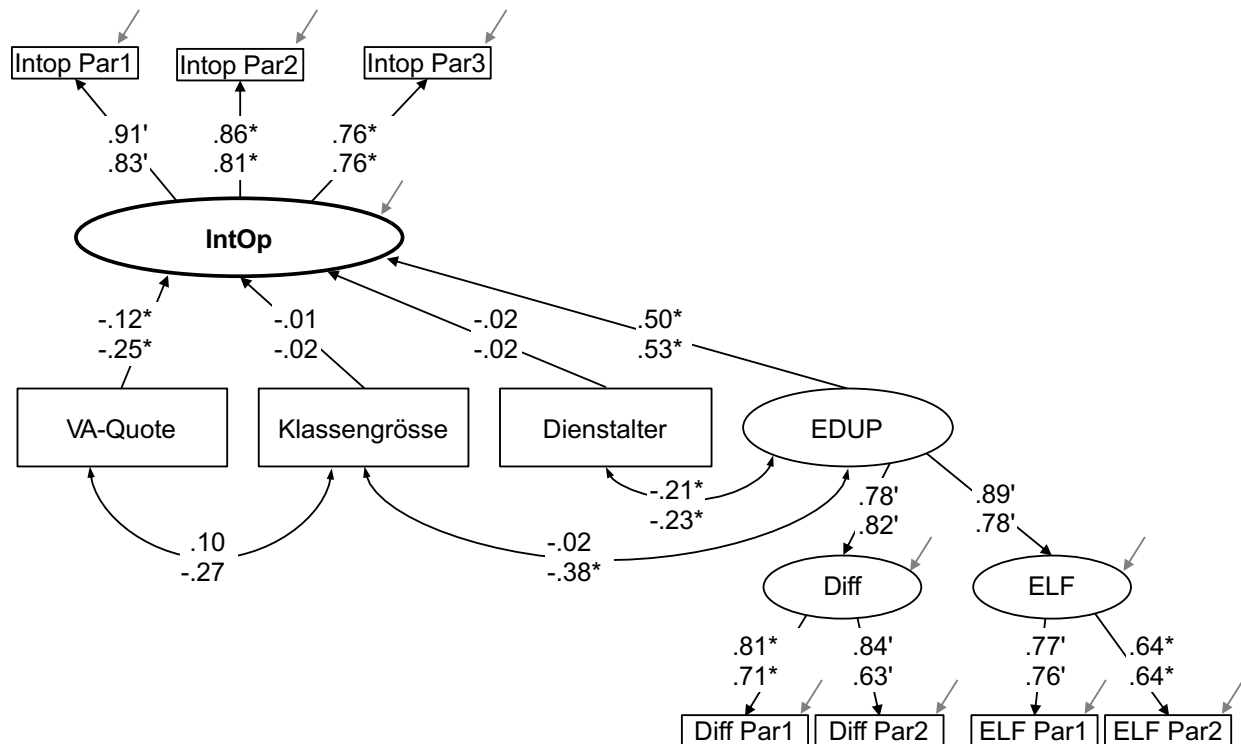 Intop Par1
Intop Par2
Intop Par3
.91'
.83'
.86*
.81*
.76*
.76*
IntOp
-.12*
-.25*
-.01
-.02
-.02
-.02
.50*
.53*
VA-Quote
Klassengrösse
Dienstalter
EDUP
.10
-.27
-.02
-.38*
-.21*
-.23*
.78'
.82'
.89'
.78'
Diff
ELF
.81*
.71*
.84'
.63'
.77'
.76'
.64*
.64*
Diff Par1
Diff Par2
ELF Par1
ELF Par2